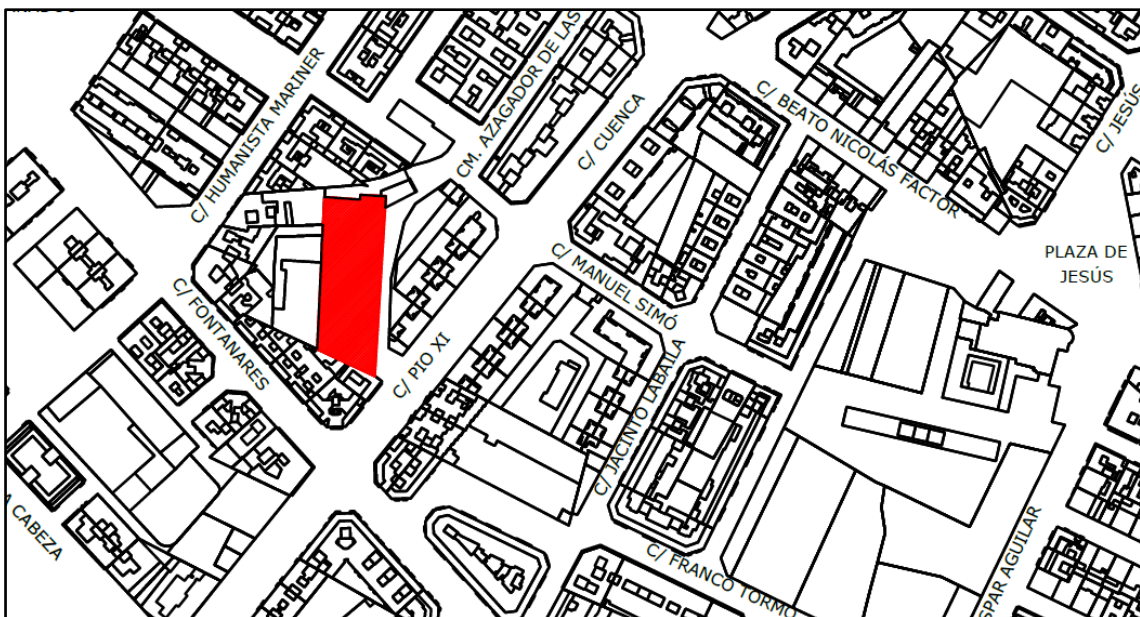 C/ HUMANISTA MARINER
CM. AZAGADOR DE LAS
C/ CUENCA
C/ BEATO NICOLÁS FACTOR
C/ JESÚS
PLAZA DE
JESÚS
C/ FONTANARES
C/ PIO XI
C/ MANUEL SIMÓ
C/ JACINTO LABAILA
C/ FRANCO TORMO
SPAR AGUILAR
A CABEZA